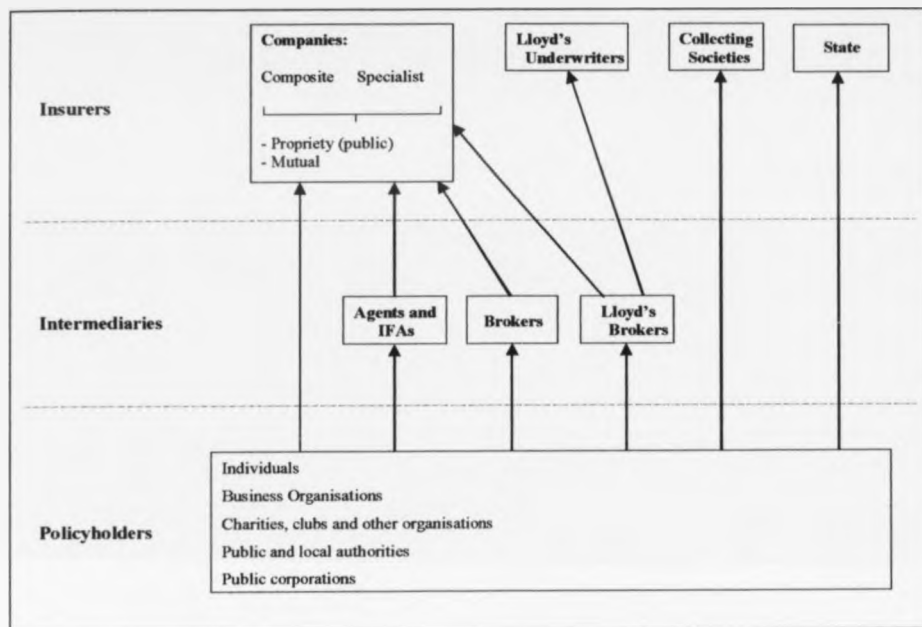 Companies:
Composite Specialist
- Propriety (public)
- Mutual
Lloyd's
Underwriters
Collecting
Societies
State
Insurers
Intermediaries
Agents and
IFAs
Brokers
Lloyd's
Brokers
Policyholders
Individuals
Business Organisations
Charities, clubs and other organisations
Public and local authorities
Public corporations